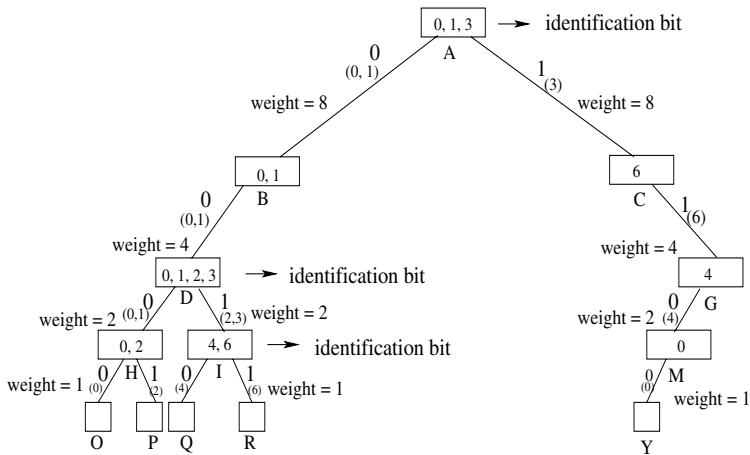 0, 1, 3 identification bit
A
0 1
(0, 1) (3)
weight = 8 weight = 8
0, 1 6
B C
0 1
(0,1) (6)
weight = 4 weight = 4
0, 1, 2, 3 identification bit 4
D G
0 1 0
weight = 2 (0,1) (2,3) weight = 2 weight = 2 (4)
0, 2 4, 6 identification bit 0
0 H 1 0 I 1 0 M
weight = 1 (0) (2) (4) (6) weight = 1 (0) weight = 1
O P Q R Y